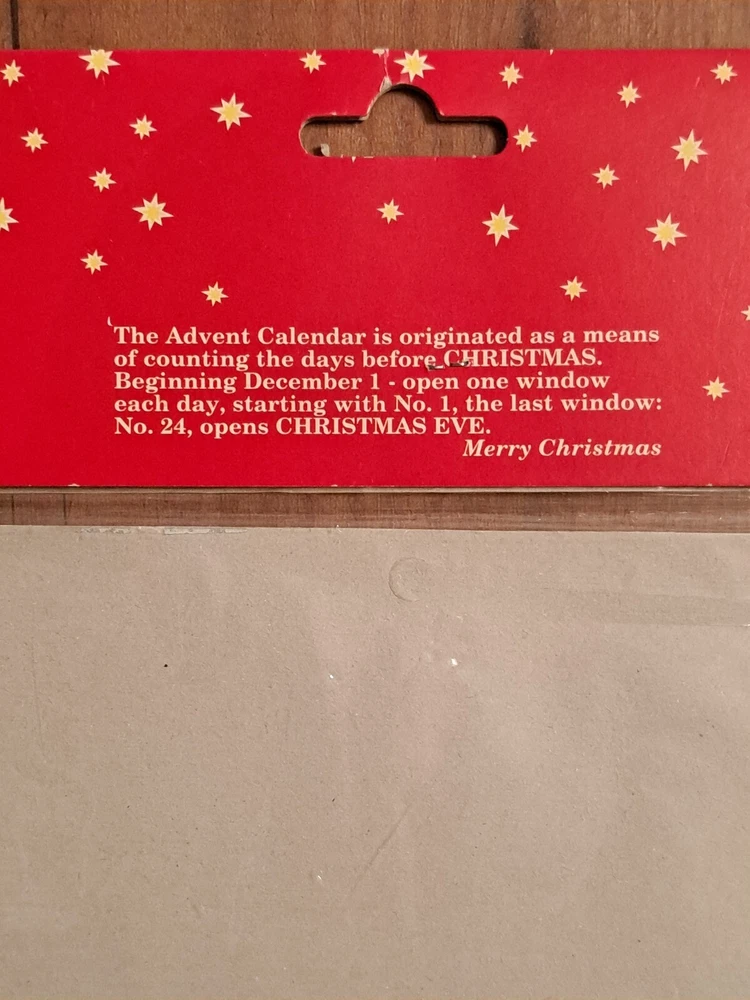 The Advent Calendar is originated as a means
of counting the days before CHRISTMAS.
Beginning December 1 - open one window
each day, starting with No. 1, the last window:
No. 24, opens CHRISTMAS EVE.
Merry Christmas